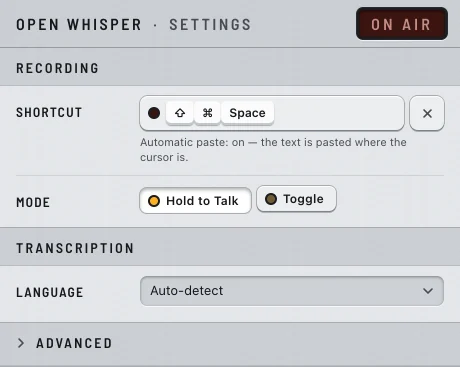 OPEN WHISPER · SETTINGS
ON AIR
RECORDING
SHORTCUT
⇧ ⌘ Space
Automatic paste: on — the text is pasted where the
cursor is.
MODE
Hold to Talk
Toggle
TRANSCRIPTION
LANGUAGE
Auto-detect
ADVANCED